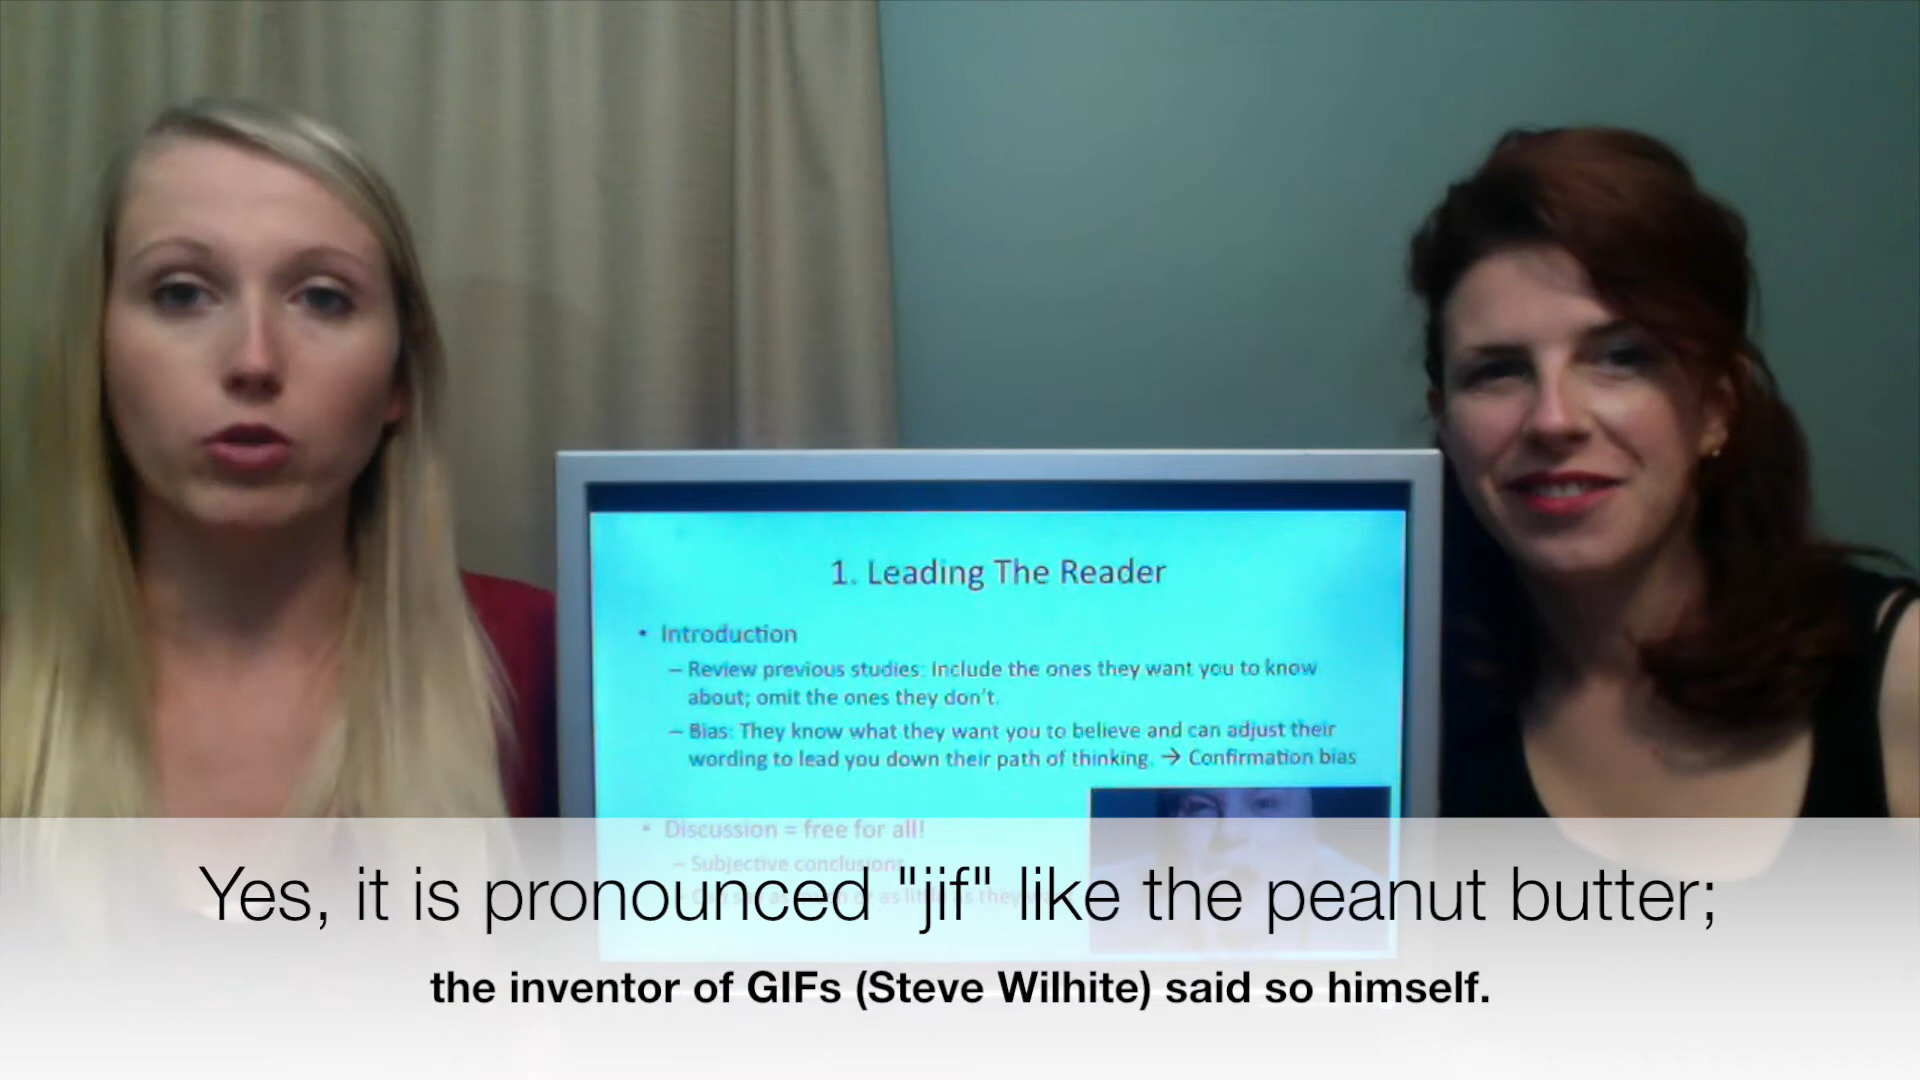 1. Leading The Reader
• Introduction
– Review previous studies: Include the ones they want you to know
about; omit the ones they don't.
– Bias: They know what they want you to believe and can adjust their
wording to lead you down their path of thinking. → Confirmation bias
• Discussion = free for all!
– Subjective conclusions
Yes, it is pronounced "jif" like the peanut butter;
the inventor of GIFs (Steve Wilhite) said so himself.